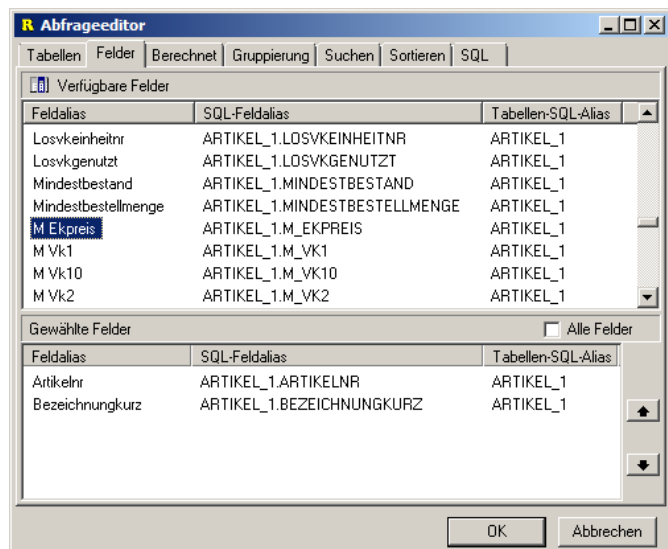 R Abfrageeditor
Tabellen Felder Berechnet Gruppierung Suchen Sortieren SQL
Verfügbare Felder
Feldalias SQL-Feldalias Tabellen-SQL-Alias
Losvkeinheitnr ARTIKEL_1.LOSVKEINHEITNR ARTIKEL_1
Losvkgenutzt ARTIKEL_1.LOSVKGENUTZT ARTIKEL_1
Mindestbestand ARTIKEL_1.MINDESTBESTAND ARTIKEL_1
Mindestbestellmenge ARTIKEL_1.MINDESTBESTELLMENGE ARTIKEL_1
M Ekpreis ARTIKEL_1.M_EKPREIS ARTIKEL_1
M Vk1 ARTIKEL_1.M_VK1 ARTIKEL_1
M Vk10 ARTIKEL_1.M_VK10 ARTIKEL_1
M Vk2 ARTIKEL_1.M_VK2 ARTIKEL_1
Gewählte Felder Alle Felder
Feldalias SQL-Feldalias Tabellen-SQL-Alias
Artikelnr ARTIKEL_1.ARTIKELNR ARTIKEL_1
Bezeichnungkurz ARTIKEL_1.BEZEICHNUNGKURZ ARTIKEL_1
OK Abbrechen